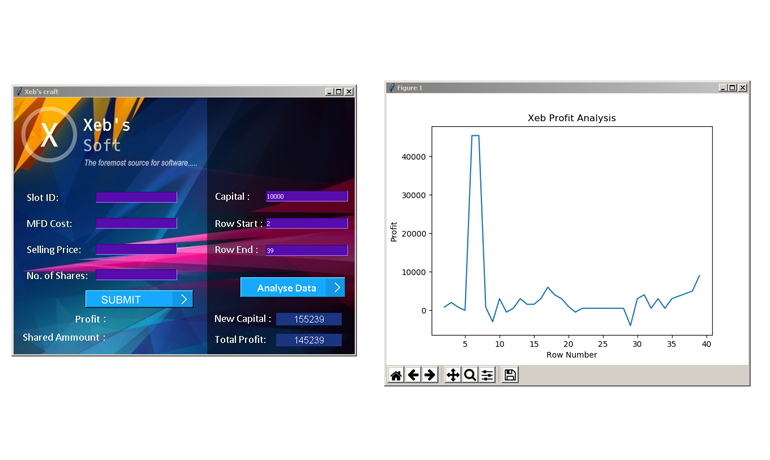 Xeb's craft
X
Xeb's
Soft
The foremost source for software.....
Slot ID:
MFD Cost:
Selling Price:
No. of Shares:
SUBMIT
Profit :
Shared Ammount :
Capital : 10000
Row Start : 2
Row End : 39
Analyse Data
New Capital : 155239
Total Profit: 145239
Figure 1
Xeb Profit Analysis
Profit
40000
30000
20000
10000
0
5 10 15 20 25 30 35 40
Row Number